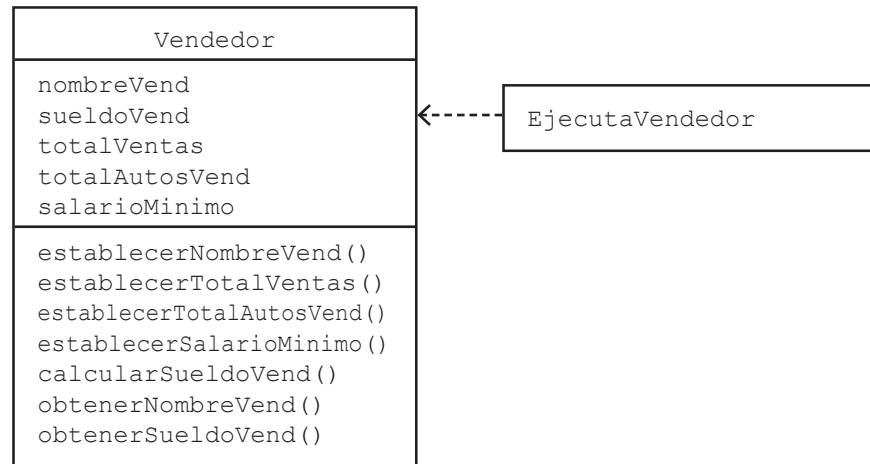 Vendedor
nombreVend
sueldoVend
totalVentas
totalAutosVend
salarioMinimo
establecerNombreVend()
establecerTotalVentas()
establecerTotalAutosVend()
establecerSalarioMinimo()
calcularSueldoVend()
obtenerNombreVend()
obtenerSueldoVend()
EjecutaVendedor